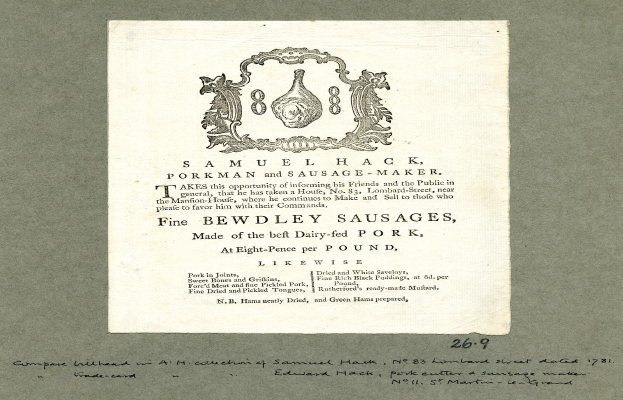 SAMUEL HACK,
PORKMAN and SAUSAGE-MAKER.
TAKES this opportunity of informing his Friends and the Public in
general, that he has taken a House, No. 83, Lombard-Street, near
the Mansion-House, where he continues to Make and Sell to those who
pleaſe to favor him with their Commands.
Fine BEWDLEY SAUSAGES,
Made of the beſt Dairy-fed PORK,
At Eight-Pence per POUND,
LIKEWISE
Pork in Joints,
Sweet Bones and Griſkins,
Forc'd Meat and fine Pickled Pork,
Fine Dried and Pickled Tongues,
Dried and White Saveloys,
Fine Rich Black Puddings, at 6d. per
Pound,
Rutherford's ready-made Muſtard.
N.B. Hams neatly Dried, and Green Hams prepared,
26.9
Compare billhead in A.H. collection of Samuel Hack, No 83 Lombard Street dated 1781.
" trade-card " " Edward Hack, pork cutter & sausage maker
No 11. St Martin-le-Grand